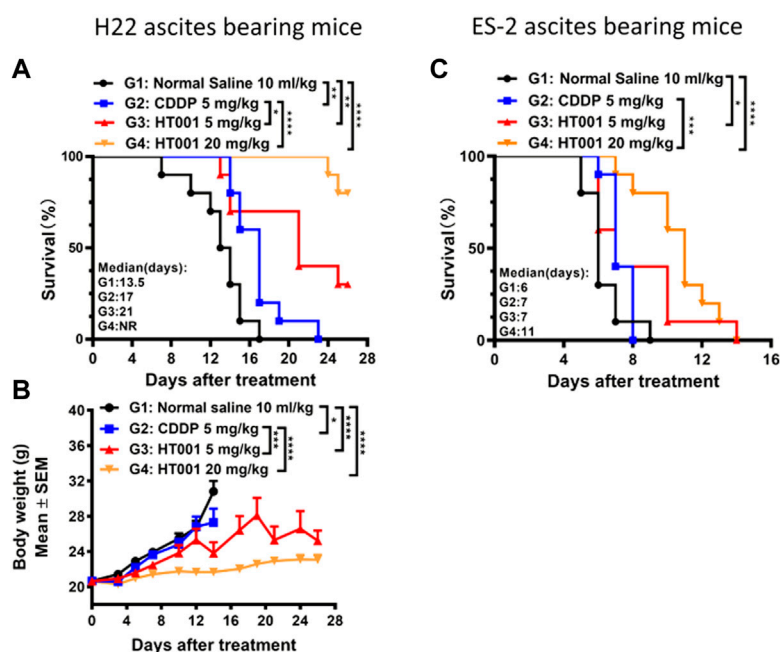 H22 ascites bearing mice
ES-2 ascites bearing mice
A
G1: Normal Saline 10 ml/kg
G2: CDDP 5 mg/kg
G3: HT001 5 mg/kg
G4: HT001 20 mg/kg
*
****
**
**
****
100
50
0
Survival(%)
Median(days):
G1:13.5
G2:17
G3:21
G4:NR
0 4 8 12 16 20 24 28
Days after treatment
C
G1: Normal Saline 10 ml/kg
G2: CDDP 5 mg/kg
G3: HT001 5 mg/kg
G4: HT001 20 mg/kg
***
*
****
100
50
0
Survival(%)
Median(days):
G1:6
G2:7
G3:7
G4:11
0 4 8 12 16
Days after treatment
B
G1: Normal saline 10 ml/kg
G2: CDDP 5 mg/kg
G3: HT001 5 mg/kg
G4: HT001 20 mg/kg
***
****
*
****
****
40
36
32
28
24
20
Body weight (g)
Mean ± SEM
0 4 8 12 16 20 24 28
Days after treatment